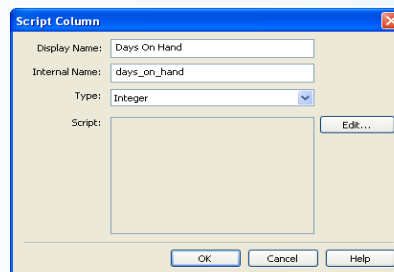 Script Column
Display Name: Days On Hand
Internal Name: days_on_hand
Type: Integer
Script: Edit...
OK Cancel Help